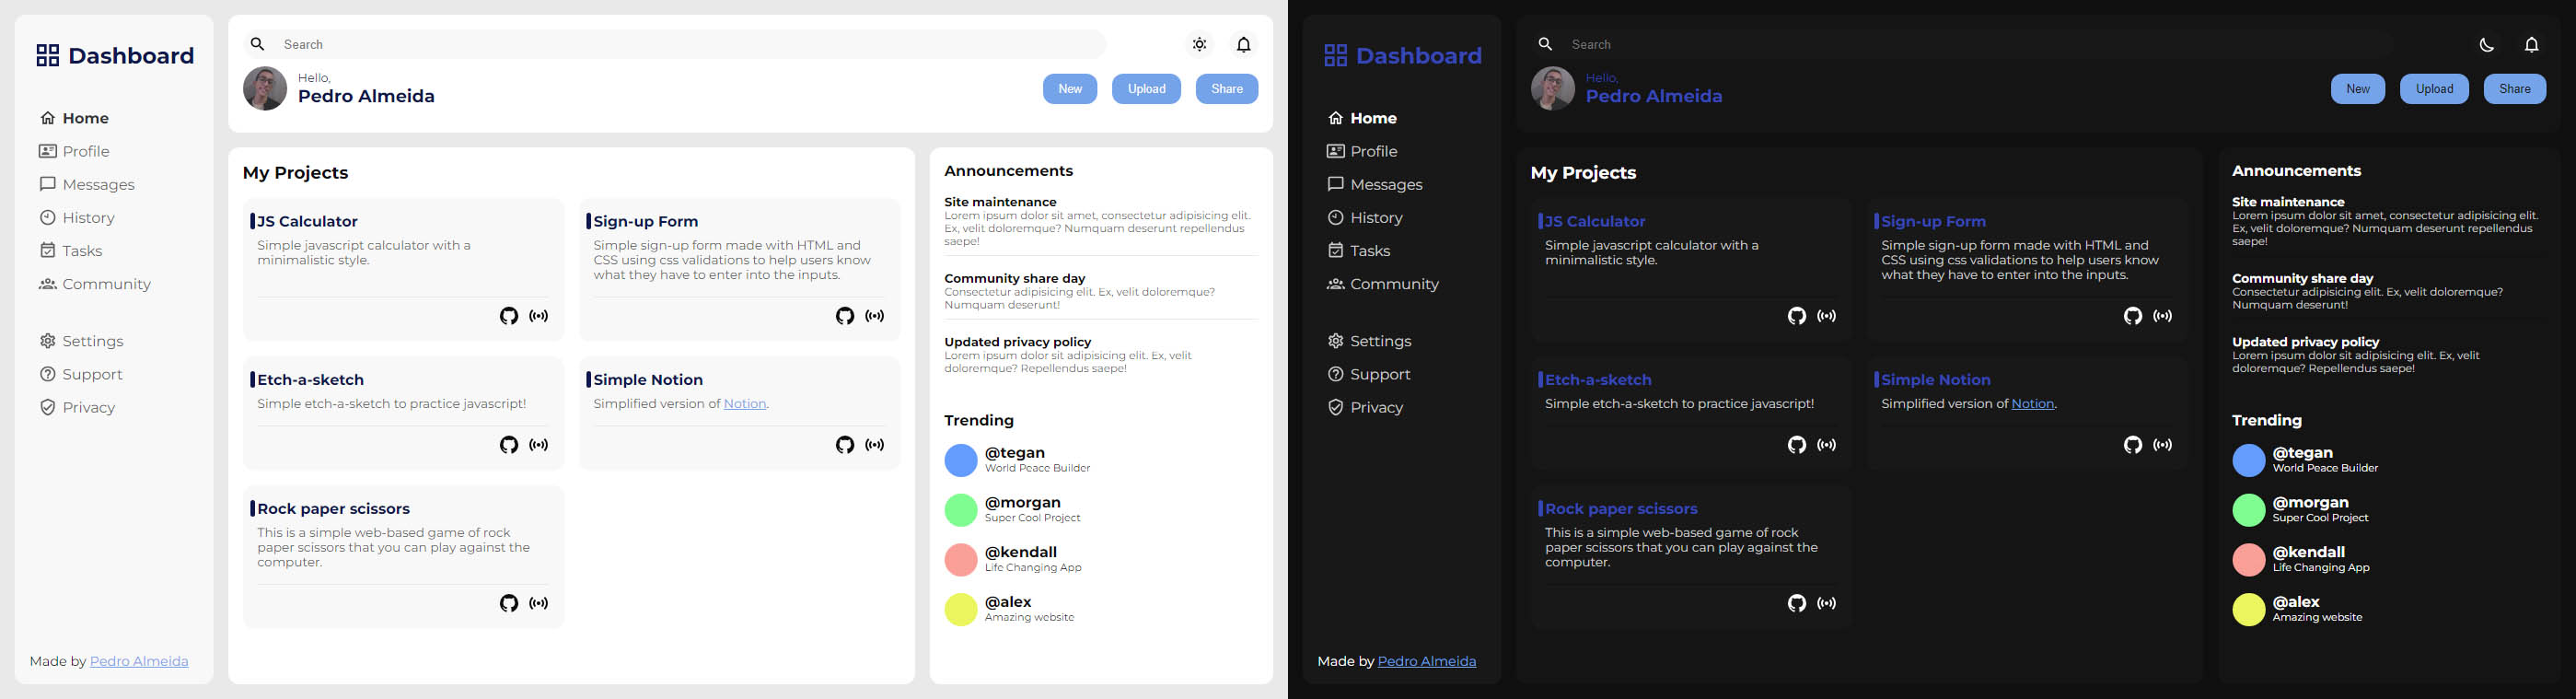 Dashboard
Home
Profile
Messages
History
Tasks
Community
Settings
Support
Privacy
Made by Pedro Almeida
Search
Hello,
Pedro Almeida
New
Upload
Share
My Projects
JS Calculator
Simple javascript calculator with a
minimalistic style.
Sign-up Form
Simple sign-up form made with HTML and
CSS using css validations to help users know
what they have to enter into the inputs.
Etch-a-sketch
Simple etch-a-sketch to practice javascript!
Simple Notion
Simplified version of Notion.
Rock paper scissors
This is a simple web-based game of rock
paper scissors that you can play against the
computer.
Announcements
Site maintenance
Lorem ipsum dolor sit amet, consectetur adipisicing elit.
Ex, velit doloremque? Numquam deserunt repellendus
saepe!
Community share day
Consectetur adipisicing elit. Ex, velit doloremque?
Numquam deserunt!
Updated privacy policy
Lorem ipsum dolor sit adipisicing elit. Ex, velit
doloremque? Repellendus saepe!
Trending
@tegan
World Peace Builder
@morgan
Super Cool Project
@kendall
Life Changing App
@alex
Amazing website
Dashboard
Home
Profile
Messages
History
Tasks
Community
Settings
Support
Privacy
Made by Pedro Almeida
Search
Hello,
Pedro Almeida
New
Upload
Share
My Projects
JS Calculator
Simple javascript calculator with a
minimalistic style.
Sign-up Form
Simple sign-up form made with HTML and
CSS using css validations to help users know
what they have to enter into the inputs.
Etch-a-sketch
Simple etch-a-sketch to practice javascript!
Simple Notion
Simplified version of Notion.
Rock paper scissors
This is a simple web-based game of rock
paper scissors that you can play against the
computer.
Announcements
Site maintenance
Lorem ipsum dolor sit amet, consectetur adipisicing elit.
Ex, velit doloremque? Numquam deserunt repellendus
saepe!
Community share day
Consectetur adipisicing elit. Ex, velit doloremque?
Numquam deserunt!
Updated privacy policy
Lorem ipsum dolor sit adipisicing elit. Ex, velit
doloremque? Repellendus saepe!
Trending
@tegan
World Peace Builder
@morgan
Super Cool Project
@kendall
Life Changing App
@alex
Amazing website